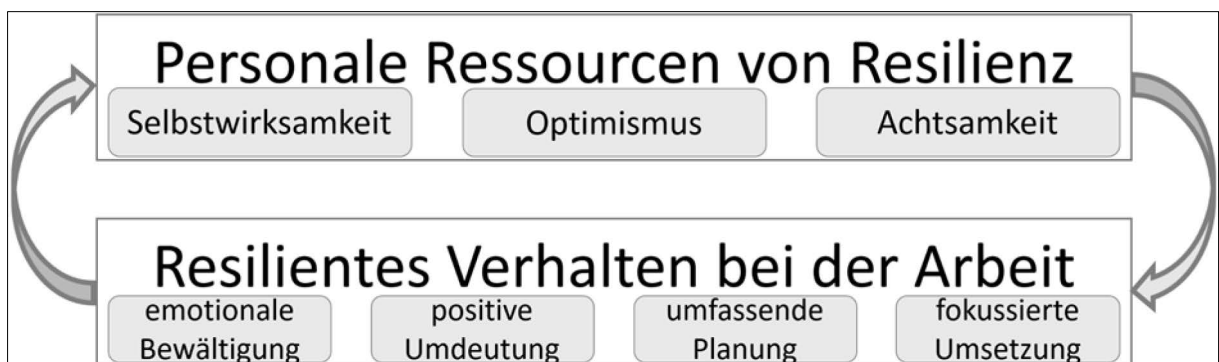 Personale Ressourcen von Resilienz
Selbstwirksamkeit
Optimismus
Achtsamkeit
Resilientes Verhalten bei der Arbeit
emotionale
Bewältigung
positive
Umdeutung
umfassende
Planung
fokussierte
Umsetzung